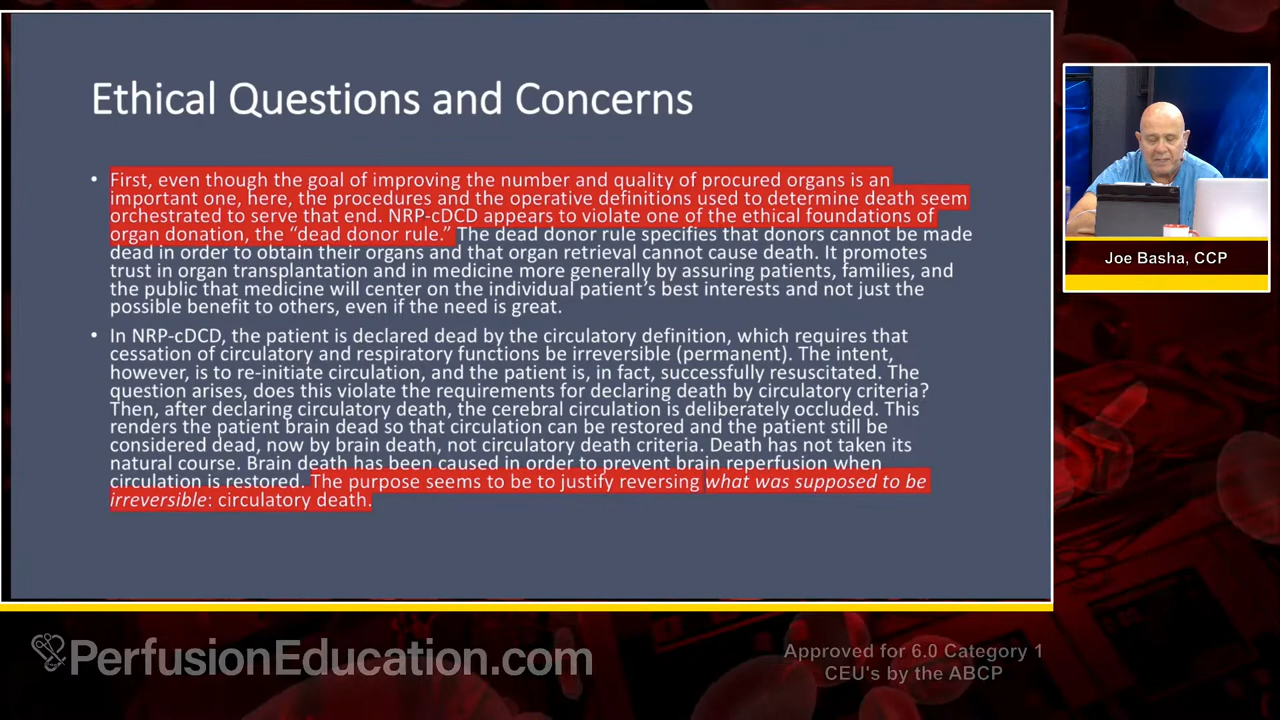 Ethical Questions and Concerns
• First, even though the goal of improving the number and quality of procured organs is an
important one, here, the procedures and the operative definitions used to determine death seem
orchestrated to serve that end. NRP-cDCD appears to violate one of the ethical foundations of
organ donation, the “dead donor rule.” The dead donor rule specifies that donors cannot be made
dead in order to obtain their organs and that organ retrieval cannot cause death. It promotes
trust in organ transplantation and in medicine more generally by assuring patients, families, and
the public that medicine will center on the individual patient’s best interests and not just the
possible benefit to others, even if the need is great.
• In NRP-cDCD, the patient is declared dead by the circulatory definition, which requires that
cessation of circulatory and respiratory functions be irreversible (permanent). The intent,
however, is to re-initiate circulation, and the patient is, in fact, successfully resuscitated. The
question arises, does this violate the requirements for declaring death by circulatory criteria?
Then, after declaring circulatory death, the cerebral circulation is deliberately occluded. This
renders the patient brain dead so that circulation can be restored and the patient still be
considered dead, now by brain death, not circulatory death criteria. Death has not taken its
natural course. Brain death has been caused in order to prevent brain reperfusion when
circulation is restored. The purpose seems to be to justify reversing what was supposed to be
irreversible: circulatory death.
Joe Basha, CCP
PerfusionEducation.com
Approved for 6.0 Category 1
CEU's by the ABCP